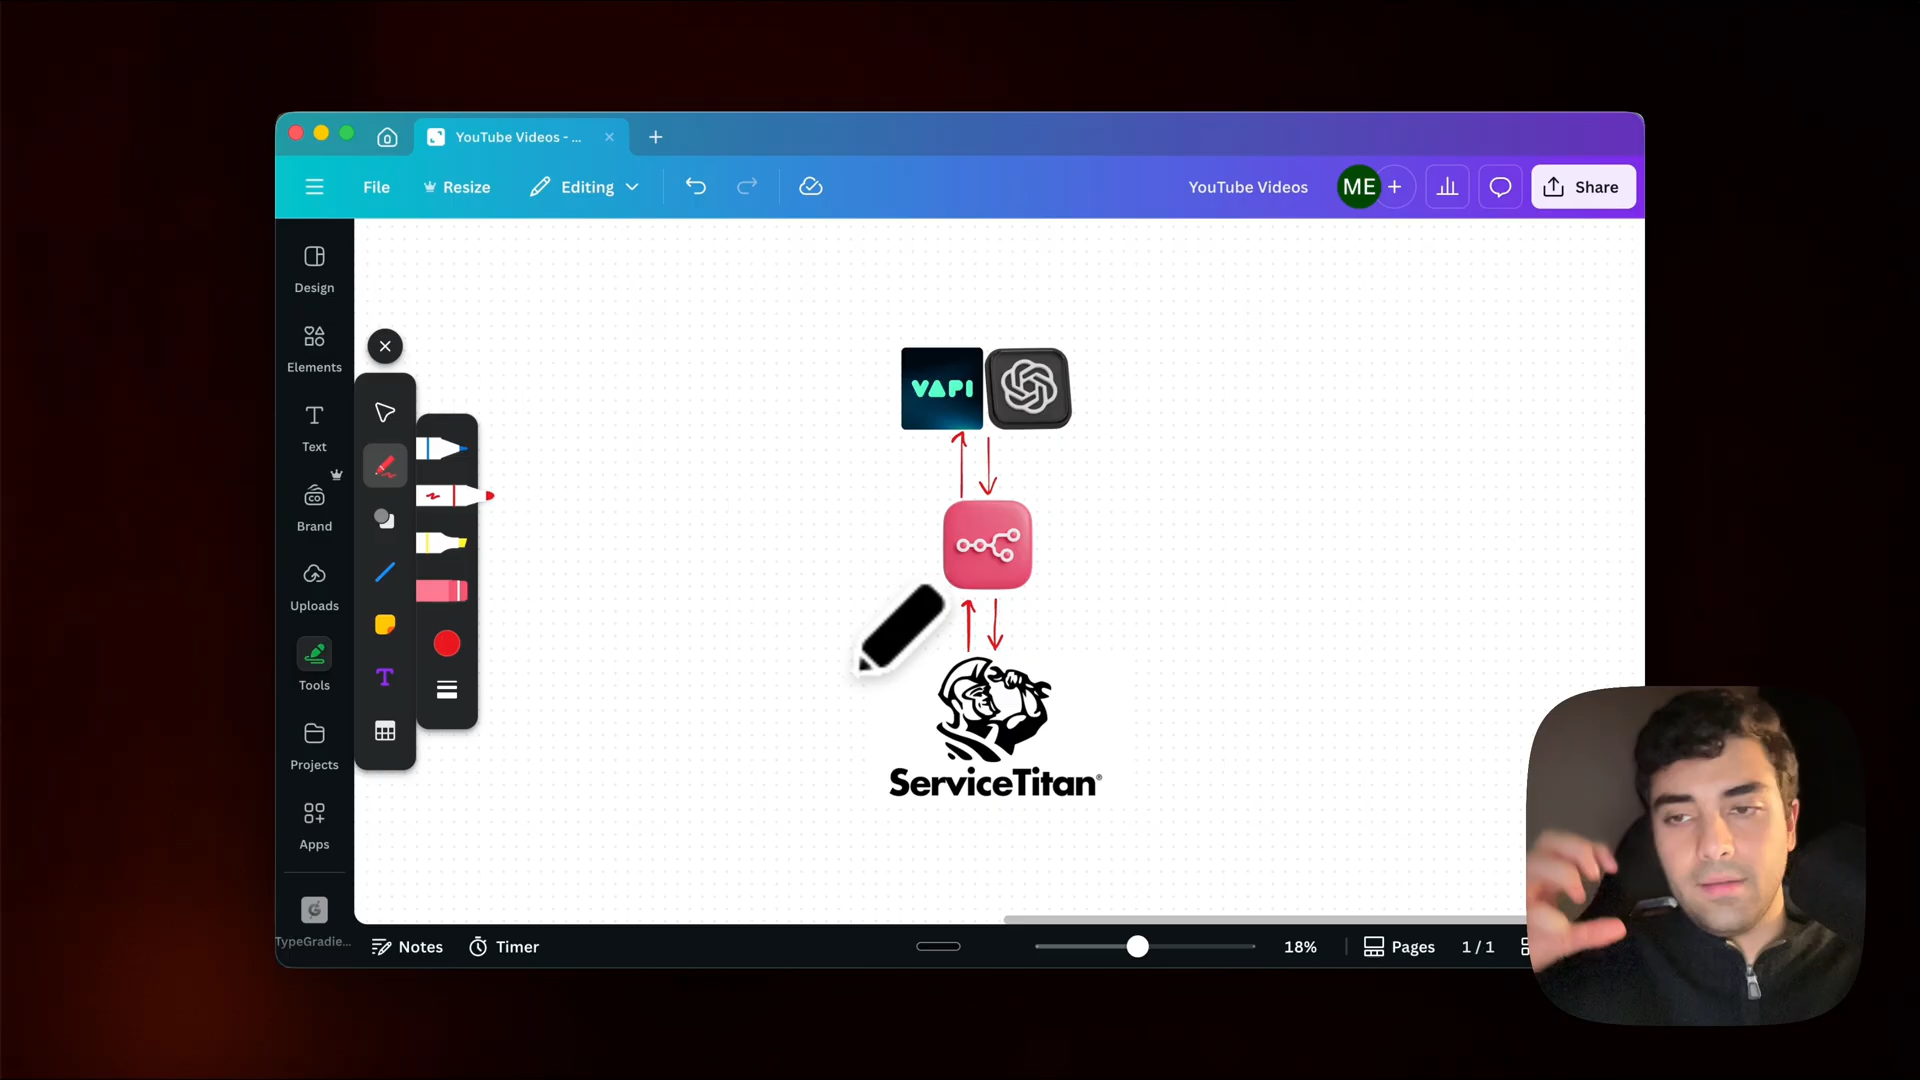 YouTube Videos - ...
File
Resize
Editing
YouTube Videos
ME
Share
Design
Elements
Text
Brand
Uploads
Tools
Projects
Apps
TypeGradie...
T
VAPI
ServiceTitan®
Notes
Timer
18%
Pages
1 / 1